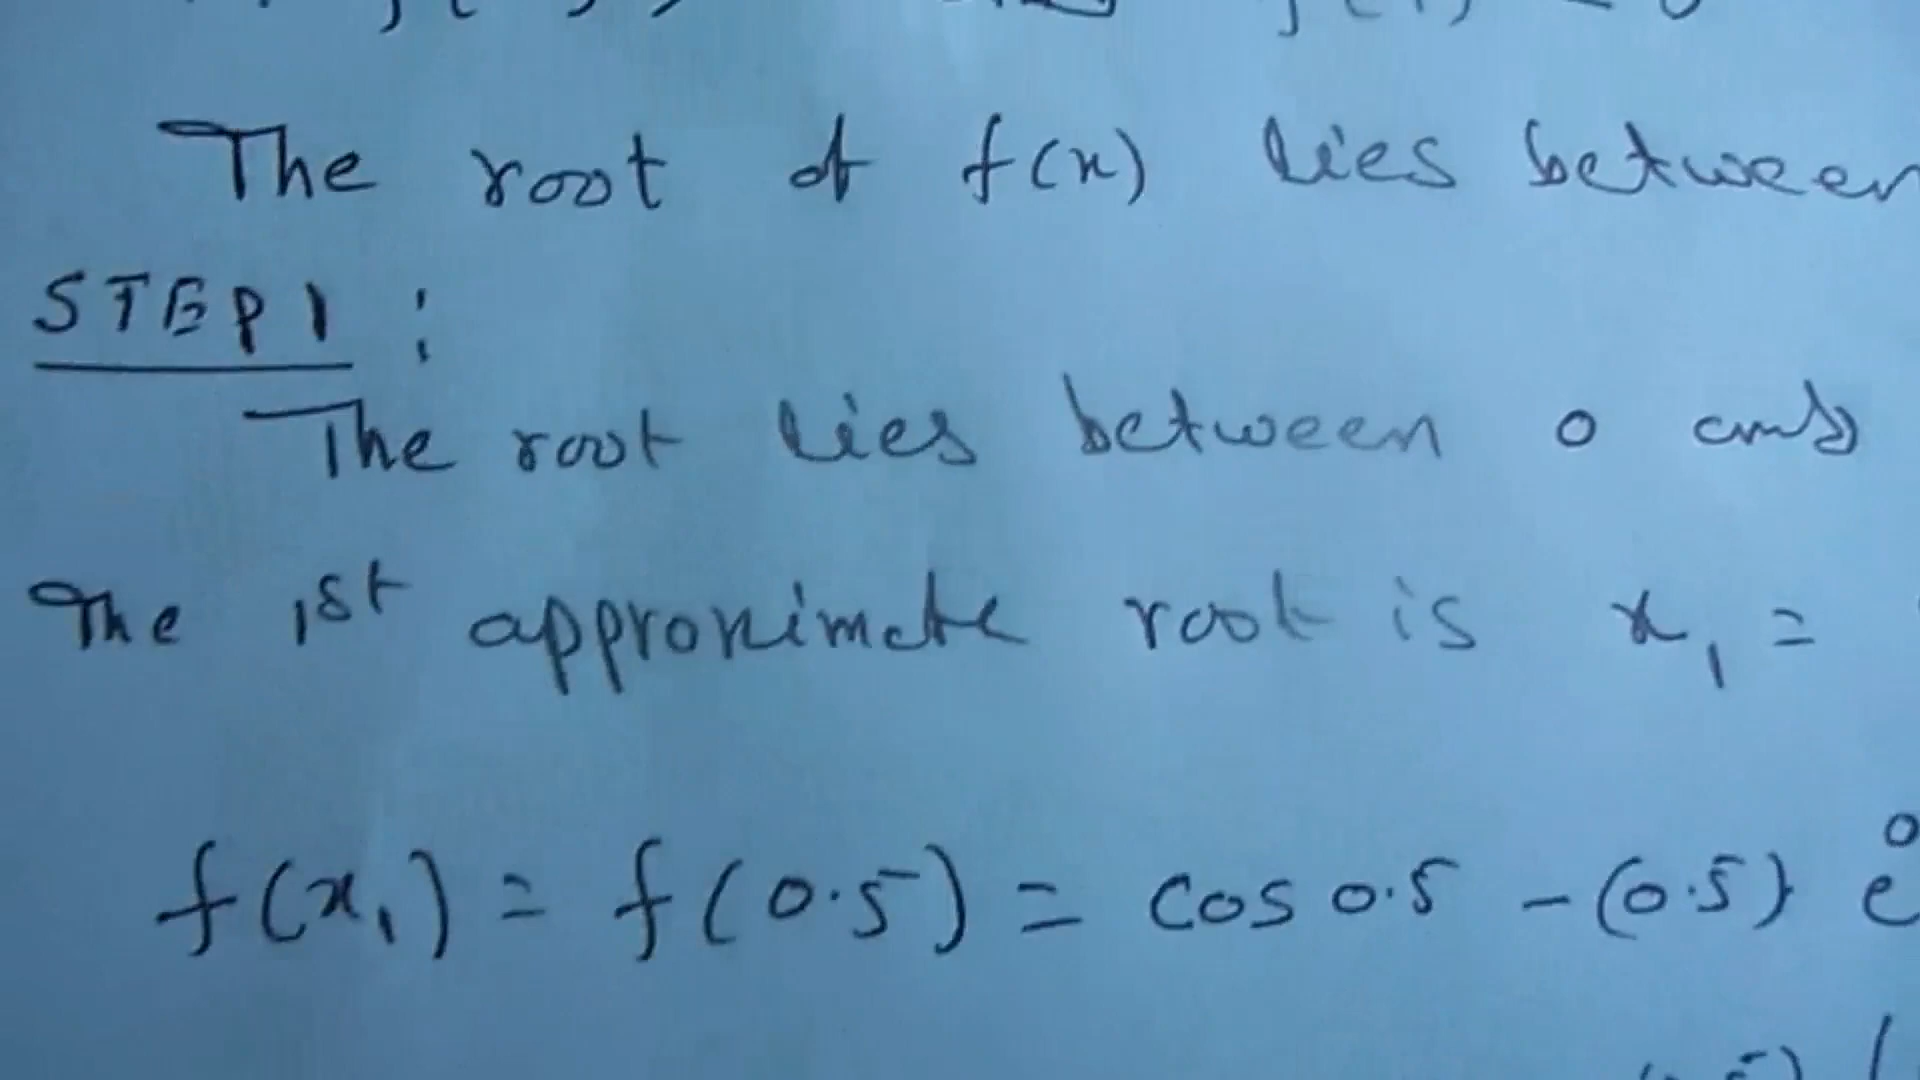 The root of f(x) lies between
STEP 1 :
The root lies between 0 and
The 1st approximate root is x₁ =
f(x₁) = f(0.5) = cos 0.5 - (0.5) e